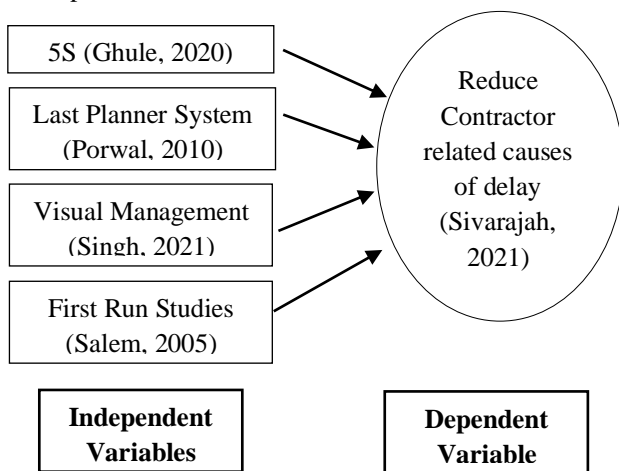 5S (Ghule, 2020)
Last Planner System
(Porwal, 2010)
Visual Management
(Singh, 2021)
First Run Studies
(Salem, 2005)
Reduce
Contractor
related causes
of delay
(Sivarajah,
2021)
Independent
Variables
Dependent
Variable